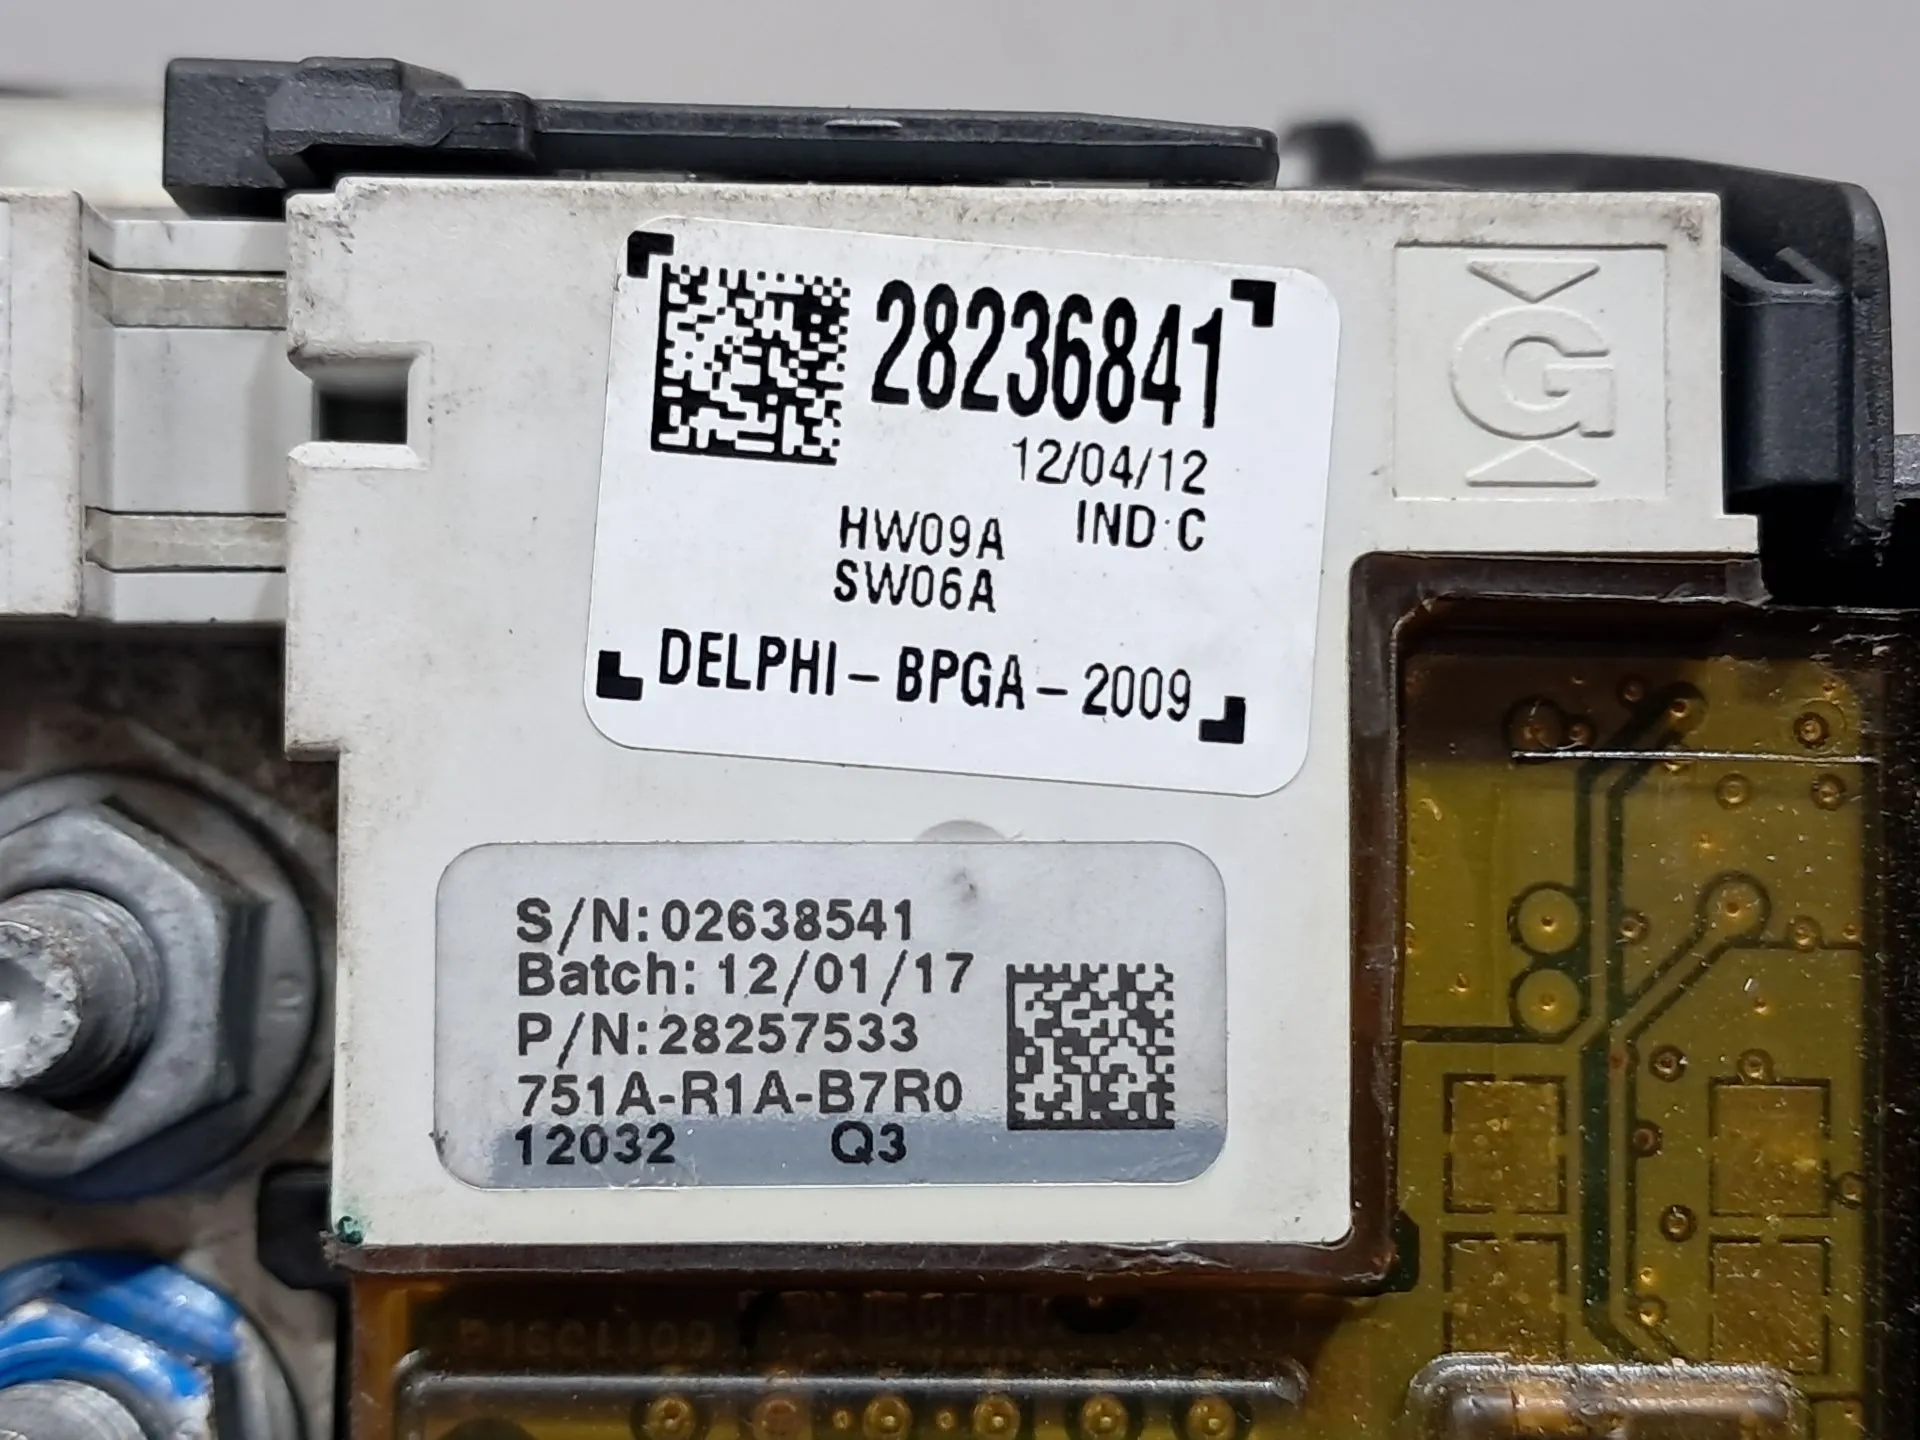 28236841
12/04/12
HW09A IND:C
SW06A
DELPHI-BPGA-2009
G
S/N:02638541
Batch: 12/01/17
P/N:28257533
751A-R1A-B7R0
12032 Q3